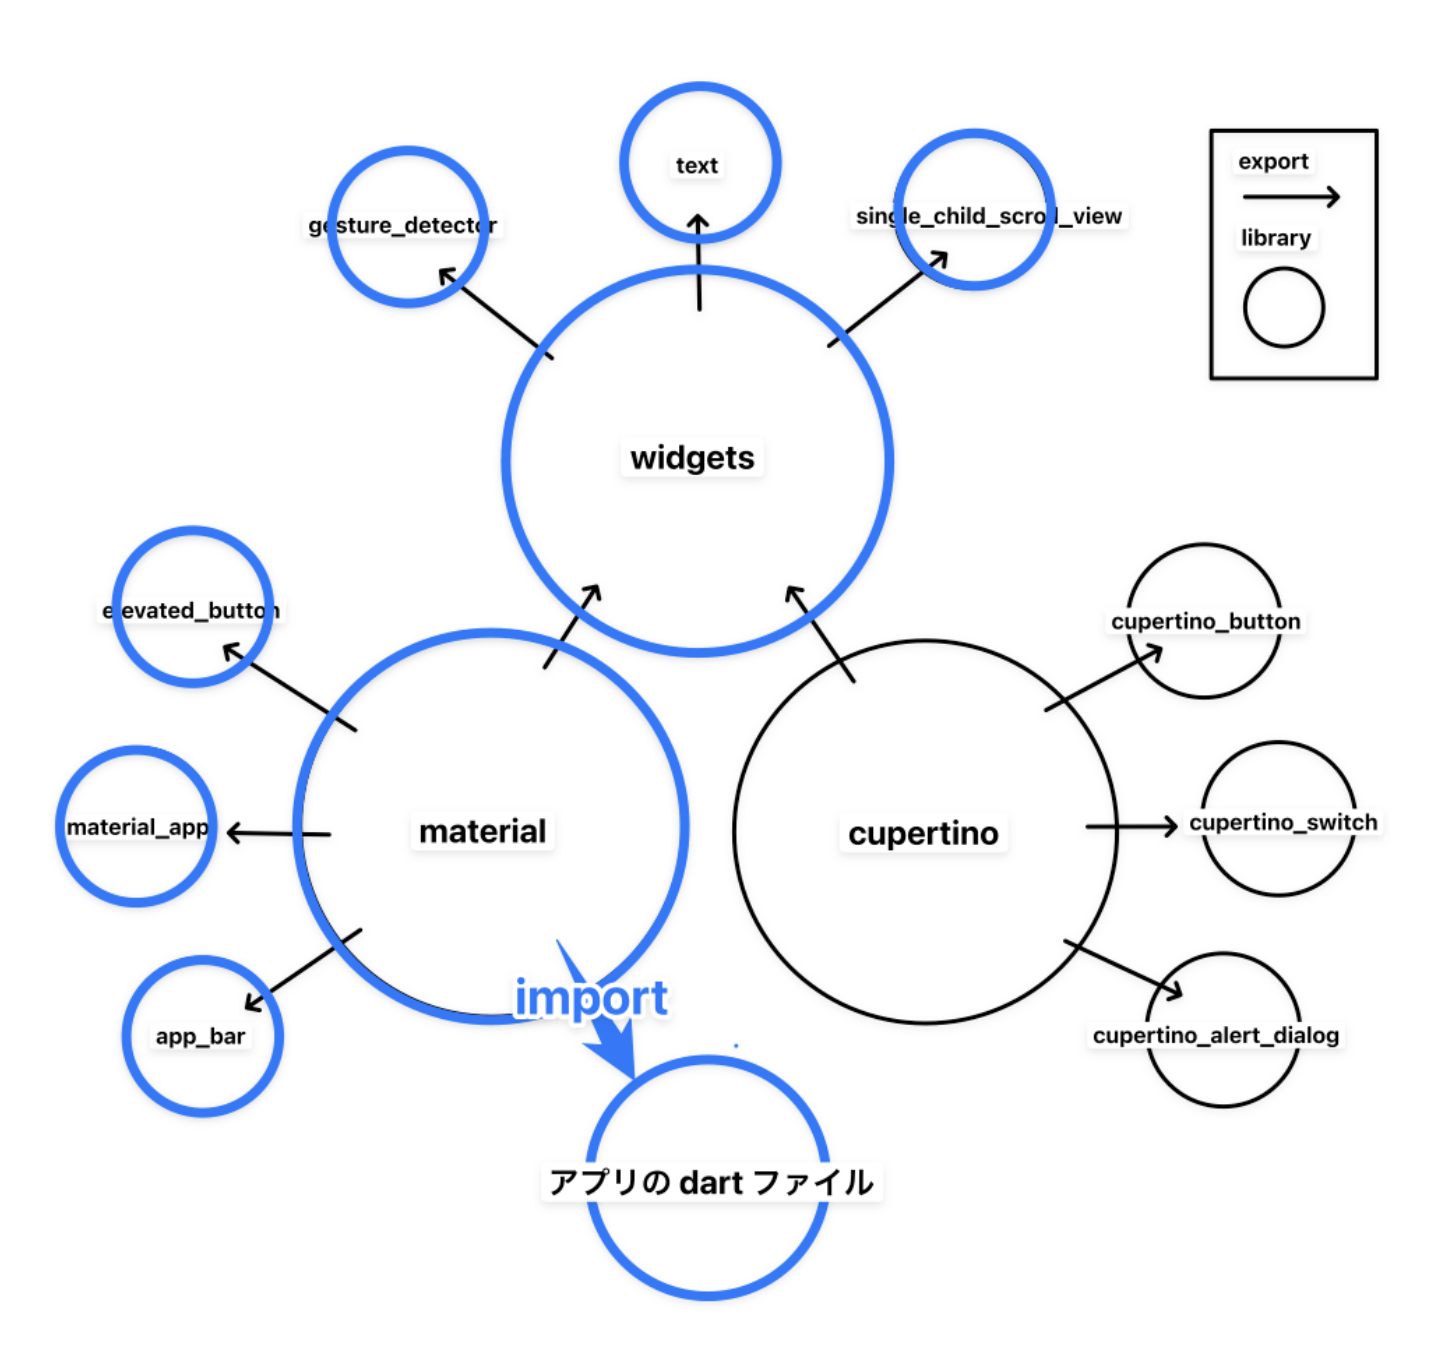 text
gesture_detector
single_child_scroll_view
export
library
widgets
elevated_button
cupertino_button
material_app
material
cupertino
cupertino_switch
import
app_bar
cupertino_alert_dialog
アプリの dart ファイル